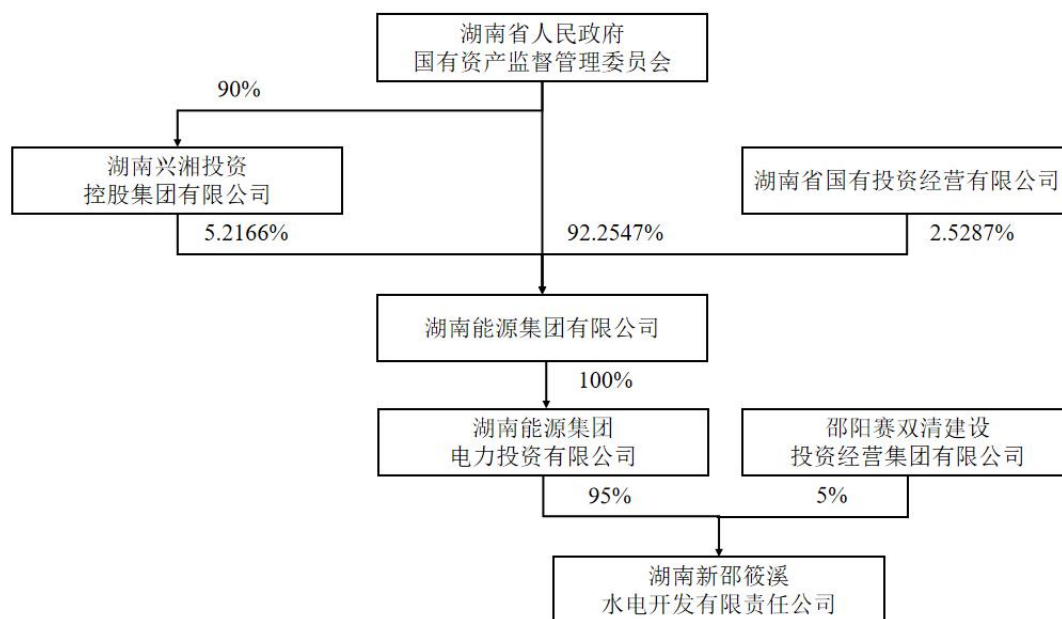 湖南省人民政府
国有资产监督管理委员会
90%
湖南兴湘投资
控股集团有限公司
湖南省国有投资经营有限公司
5.2166%
92.2547%
2.5287%
湖南能源集团有限公司
100%
湖南能源集团
电力投资有限公司
邵阳赛双清建设
投资经营集团有限公司
95%
5%
湖南新邵筱溪
水电开发有限责任公司